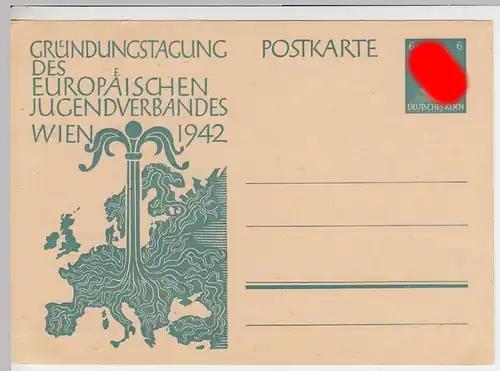 GRÜNDUNGSTAGUNG
DES
EUROPÄISCHEN
JUGENDVERBANDES
WIEN 1942
POSTKARTE
6 6
DEUTSCHES REICH